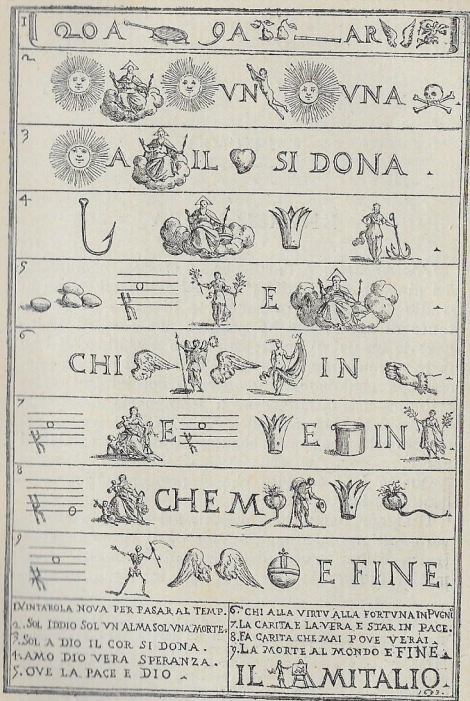 1 20 A 9A AR
2 VN VNA
3 A IL SI DONA
4
5 E
6 CHI IN
7 E E IN
8 CHE M
9 E FINE
1. VINTAROLA NOVA PER PASAR AL TEMP.
2. SOL IDDIO SOL VN ALMA SOL VNA MORTE.
3. SOL A DIO IL COR SI DONA.
4. AMO DIO VERA SPERANZA.
5. OVE LA PACE E DIO.
6. CHI ALLA VIRTV ALLA FORTVNA IN PVGNO
7. LA CARITA E LA VERA E STAR IN PACE.
8. FA CARITA CHE MAI POVE VERAI.
9. LA MORTE AL MONDO E FINE.
IL AMITALIO.